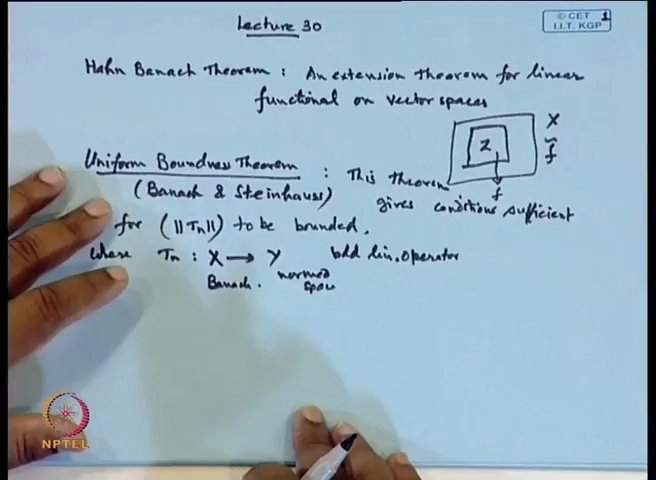 Lecture 30
© CET 1
I.I.T. KGP
Hahn Banach Theorem : An extension Theorem for linear
functional on vector spaces
X
Z
f̃
f
Uniform Boundness Theorem : This theorem
(Banach & Steinhauss) gives conditions sufficient
for (||Tn||) to be bounded.
where Tn : X → Y bdd lin. operator
Banach. normed
space
NPTEL